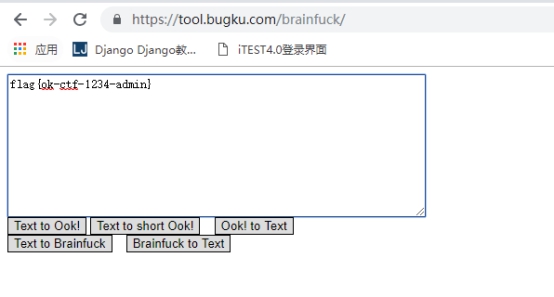 https://tool.bugku.com/brainfuck/
应用 LJ Django Django教... iTEST4.0登录界面
flag{ok-ctf-1234-admin}
Text to Ook! Text to short Ook! Ook! to Text
Text to Brainfuck Brainfuck to Text